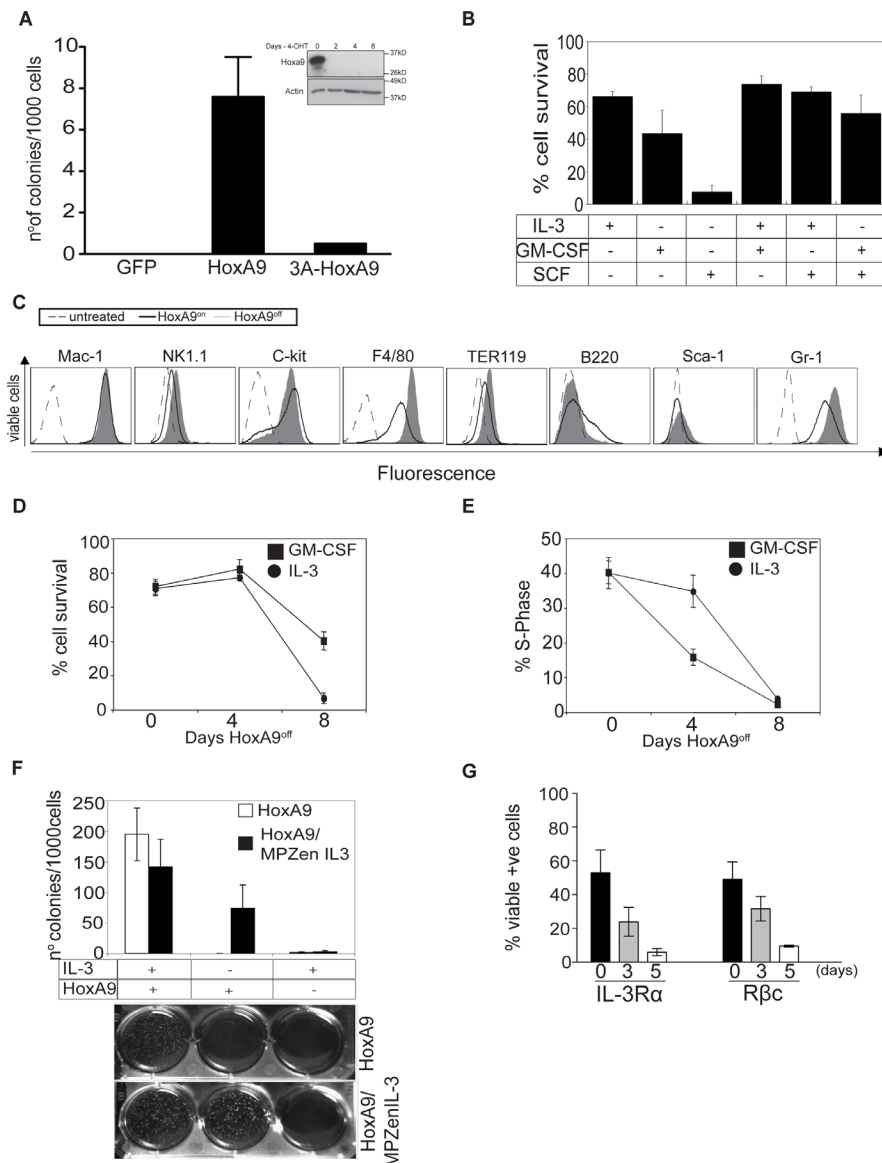 A
10
8
6
4
2
0
nºof colonies/1000 cells
GFP HoxA9 3A-HoxA9
Days - 4-OHT 0 2 4 6
Hoxa9
37kD
26kD
Actin
49kD
37kD
B
100
80
60
40
20
0
% cell survival
IL-3 + - - + + -
GM-CSF - + - + - +
SCF - - + - + +
C
untreated HoxA9on HoxA9off
viable cells
Mac-1 NK1.1 C-kit F4/80 TER119 B220 Sca-1 Gr-1
Fluorescence
D
100
80
60
40
20
0
% cell survival
GM-CSF
IL-3
0 4 8
Days HoxA9off
E
50
40
30
20
10
0
% S-Phase
GM-CSF
IL-3
0 4 8
Days HoxA9off
F
250
200
150
100
50
0
nº colonies/1000cells
HoxA9
HoxA9/
MPZen IL3
IL-3 + - +
HoxA9 + + -
HoxA9
HoxA9/
MPZenIL-3
G
100
80
60
40
20
0
% viable +ve cells
0 3 5 0 3 5 (days)
IL-3Rα Rβc